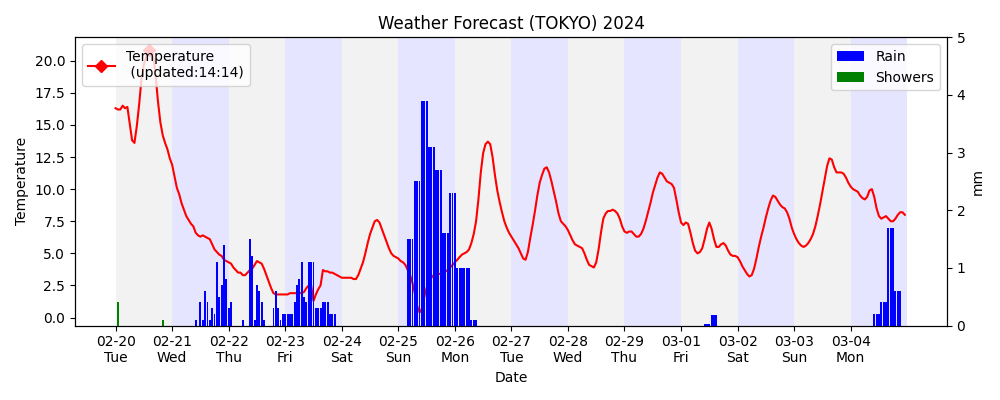 Weather Forecast (TOKYO) 2024
Temperature
(updated:14:14)
Rain
Showers
Temperature
20.0
17.5
15.0
12.5
10.0
7.5
5.0
2.5
0.0
5
4
3
2
1
0
mm
02-20 02-21 02-22 02-23 02-24 02-25 02-26 02-27 02-28 02-29 03-01 03-02 03-03 03-04
Tue Wed Thu Fri Sat Sun Mon Tue Wed Thu Fri Sat Sun Mon
Date